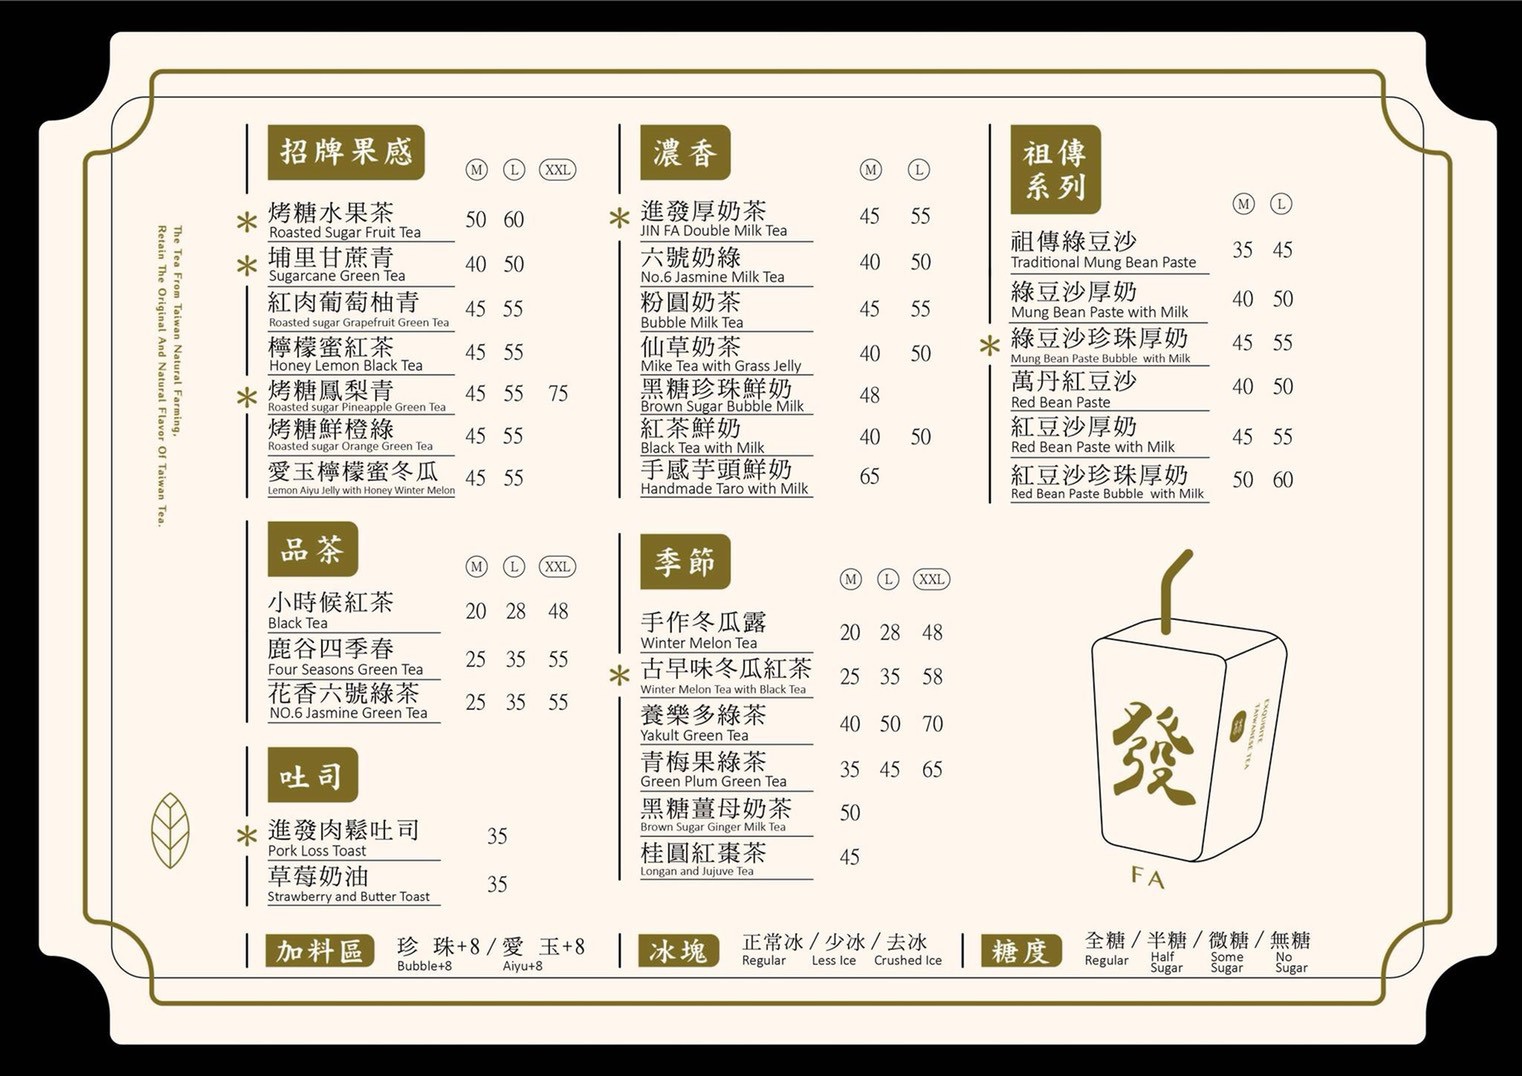 The Tea From Taiwan Natural Farming,
Retain The Original And Natural Flavor Of Taiwan Tea.
招牌果感
M L XXL
烤糖水果茶 50 60
Roasted Sugar Fruit Tea
埔里甘蔗青 40 50
Sugarcane Green Tea
紅肉葡萄柚青 45 55
Roasted sugar Grapefruit Green Tea
檸檬蜜紅茶 45 55
Honey Lemon Black Tea
烤糖鳳梨青 45 55 75
Roasted sugar Pineapple Green Tea
烤糖鮮橙綠 45 55
Roasted sugar Orange Green Tea
愛玉檸檬蜜冬瓜 45 55
Lemon Aiyu Jelly with Honey Winter Melon
品茶
M L XXL
小時候紅茶 20 28 48
Black Tea
鹿谷四季春 25 35 55
Four Seasons Green Tea
花香六號綠茶 25 35 55
NO.6 Jasmine Green Tea
吐司
進發肉鬆吐司 35
Pork Loss Toast
草莓奶油 35
Strawberry and Butter Toast
濃香
M L
進發厚奶茶 45 55
JIN FA Double Milk Tea
六號奶綠 40 50
No.6 Jasmine Milk Tea
粉圓奶茶 45 55
Bubble Milk Tea
仙草奶茶 40 50
Mike Tea with Grass Jelly
黑糖珍珠鮮奶 48
Brown Sugar Bubble Milk
紅茶鮮奶 40 50
Black Tea with Milk
手感芋頭鮮奶 65
Handmade Taro with Milk
季節
M L XXL
手作冬瓜露 20 28 48
Winter Melon Tea
古早味冬瓜紅茶 25 35 58
Winter Melon Tea with Black Tea
養樂多綠茶 40 50 70
Yakult Green Tea
青梅果綠茶 35 45 65
Green Plum Green Tea
黑糖薑母奶茶 50
Brown Sugar Ginger Milk Tea
桂圓紅棗茶 45
Longan and Jujuve Tea
祖傳
系列
M L
祖傳綠豆沙 35 45
Traditional Mung Bean Paste
綠豆沙厚奶 40 50
Mung Bean Paste with Milk
綠豆沙珍珠厚奶 45 55
Mung Bean Paste Bubble with Milk
萬丹紅豆沙 40 50
Red Bean Paste
紅豆沙厚奶 45 55
Red Bean Paste with Milk
紅豆沙珍珠厚奶 50 60
Red Bean Paste Bubble with Milk
發
EXQUISITE
TAIWANESE TEA
FA
加料區 珍 珠+8 / 愛 玉+8
Bubble+8 Aiyu+8
冰塊 正常冰 / 少冰 / 去冰
Regular Less Ice Crushed Ice
糖度 全糖 / 半糖 / 微糖 / 無糖
Regular Half Sugar Some Sugar No Sugar